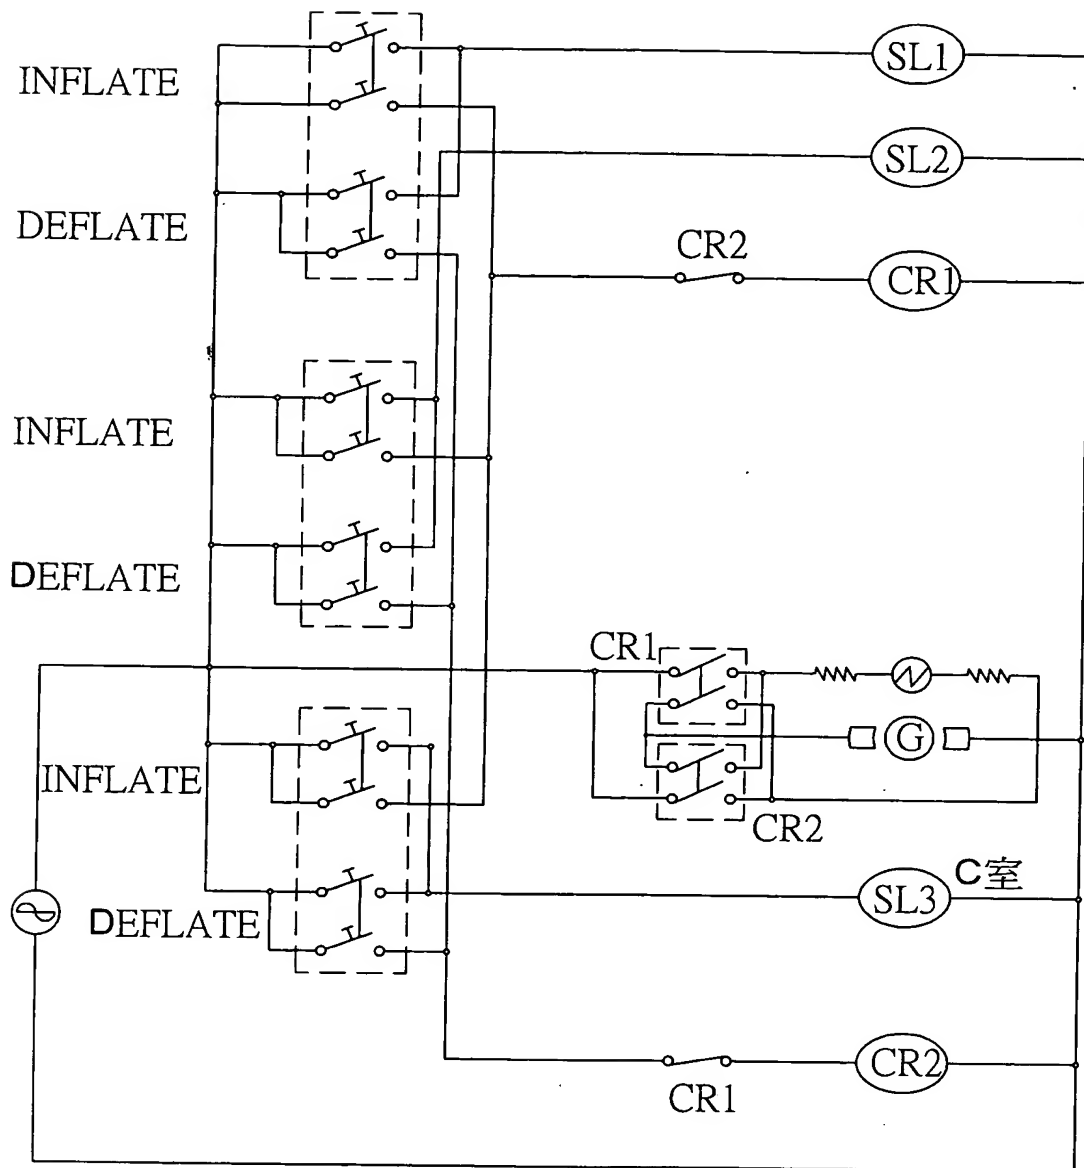 INFLATE
SL1
SL2
DEFLATE
CR2
CR1
INFLATE
DEFLATE
CR1
G
INFLATE
CR2
C室
SL3
DEFLATE
CR2
CR1